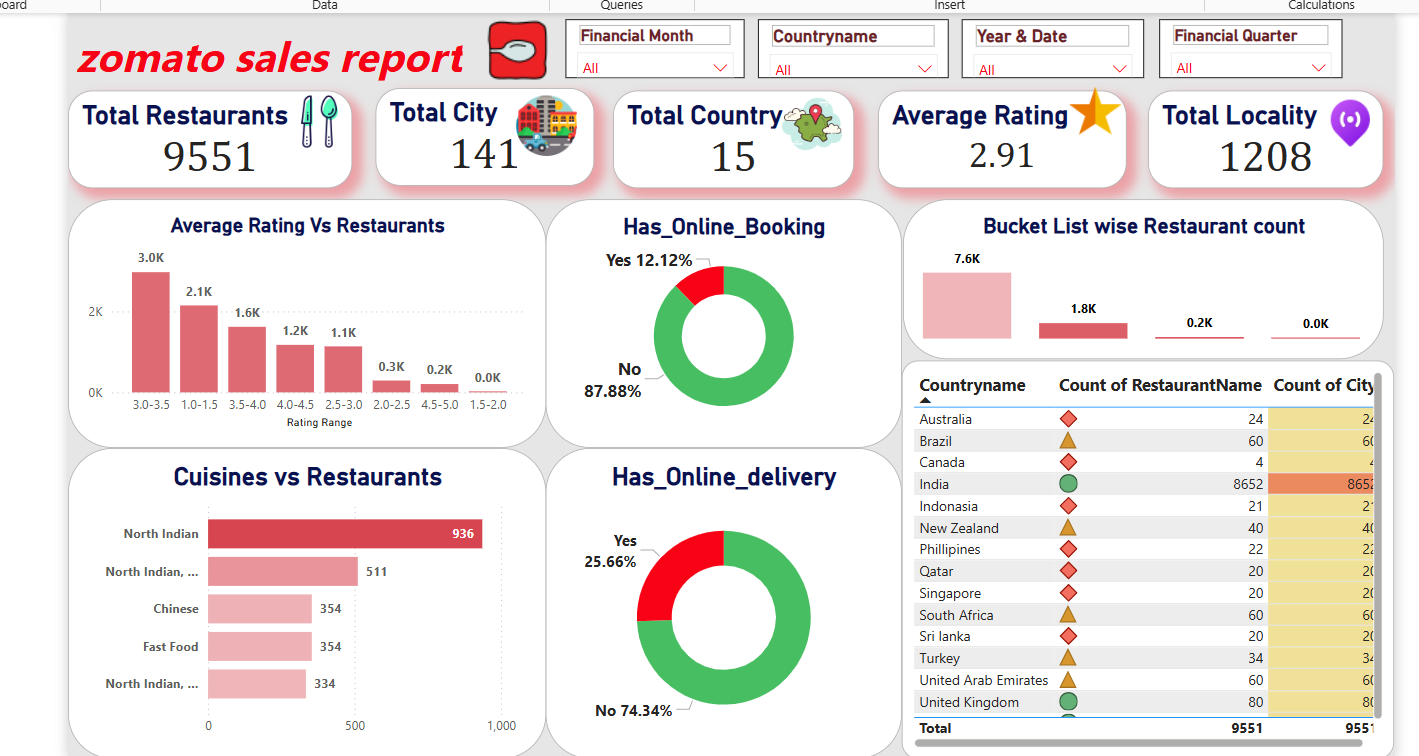 Data
Queries
Insert
Calculations
zomato sales report
Financial Month
All
Countryname
All
Year & Date
All
Financial Quarter
All
Total Restaurants
9551
Total City
141
Total Country
15
Average Rating
2.91
Total Locality
1208
Average Rating Vs Restaurants
3.0K
2.1K
1.6K
1.2K
1.1K
0.3K
0.2K
0.0K
2K
0K
3.0-3.5 1.0-1.5 3.5-4.0 4.0-4.5 2.5-3.0 2.0-2.5 4.5-5.0 1.5-2.0
Rating Range
Has_Online_Booking
Yes 12.12%
No
87.88%
Bucket List wise Restaurant count
7.6K
1.8K
0.2K
0.0K
Cuisines vs Restaurants
North Indian 936
North Indian, ... 511
Chinese 354
Fast Food 354
North Indian, ... 334
0 500 1,000
Has_Online_delivery
Yes
25.66%
No 74.34%
Countryname Count of RestaurantName Count of City
Australia 24 24
Brazil 60 60
Canada 4 4
India 8652 8652
Indonasia 21 21
New Zealand 40 40
Phillipines 22 22
Qatar 20 20
Singapore 20 20
South Africa 60 60
Sri lanka 20 20
Turkey 34 34
United Arab Emirates 60 60
United Kingdom 80 80
Total 9551 9551